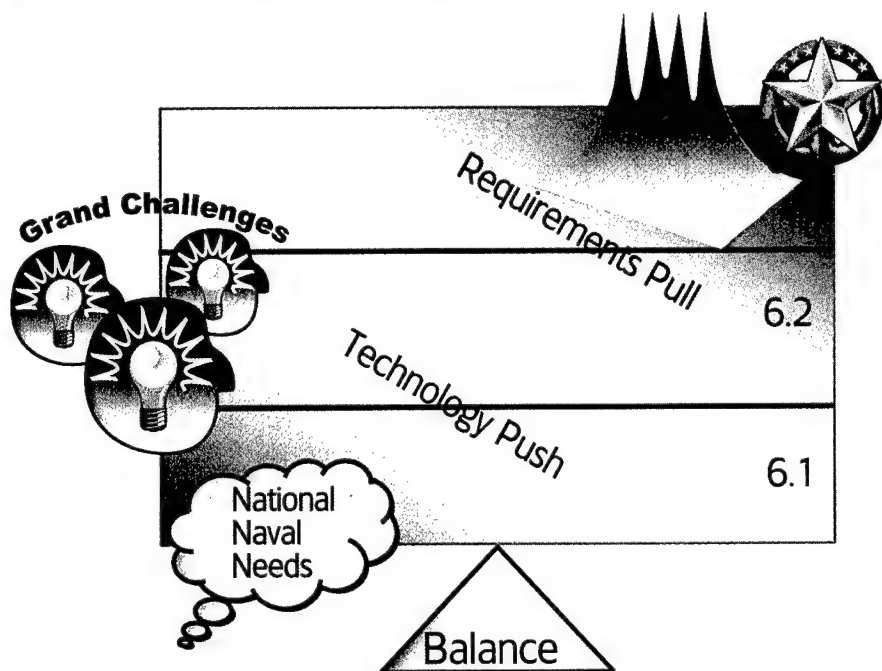 Grand Challenges
Requirements Pull
6.2
Technology Push
6.1
National
Naval
Needs
Balance